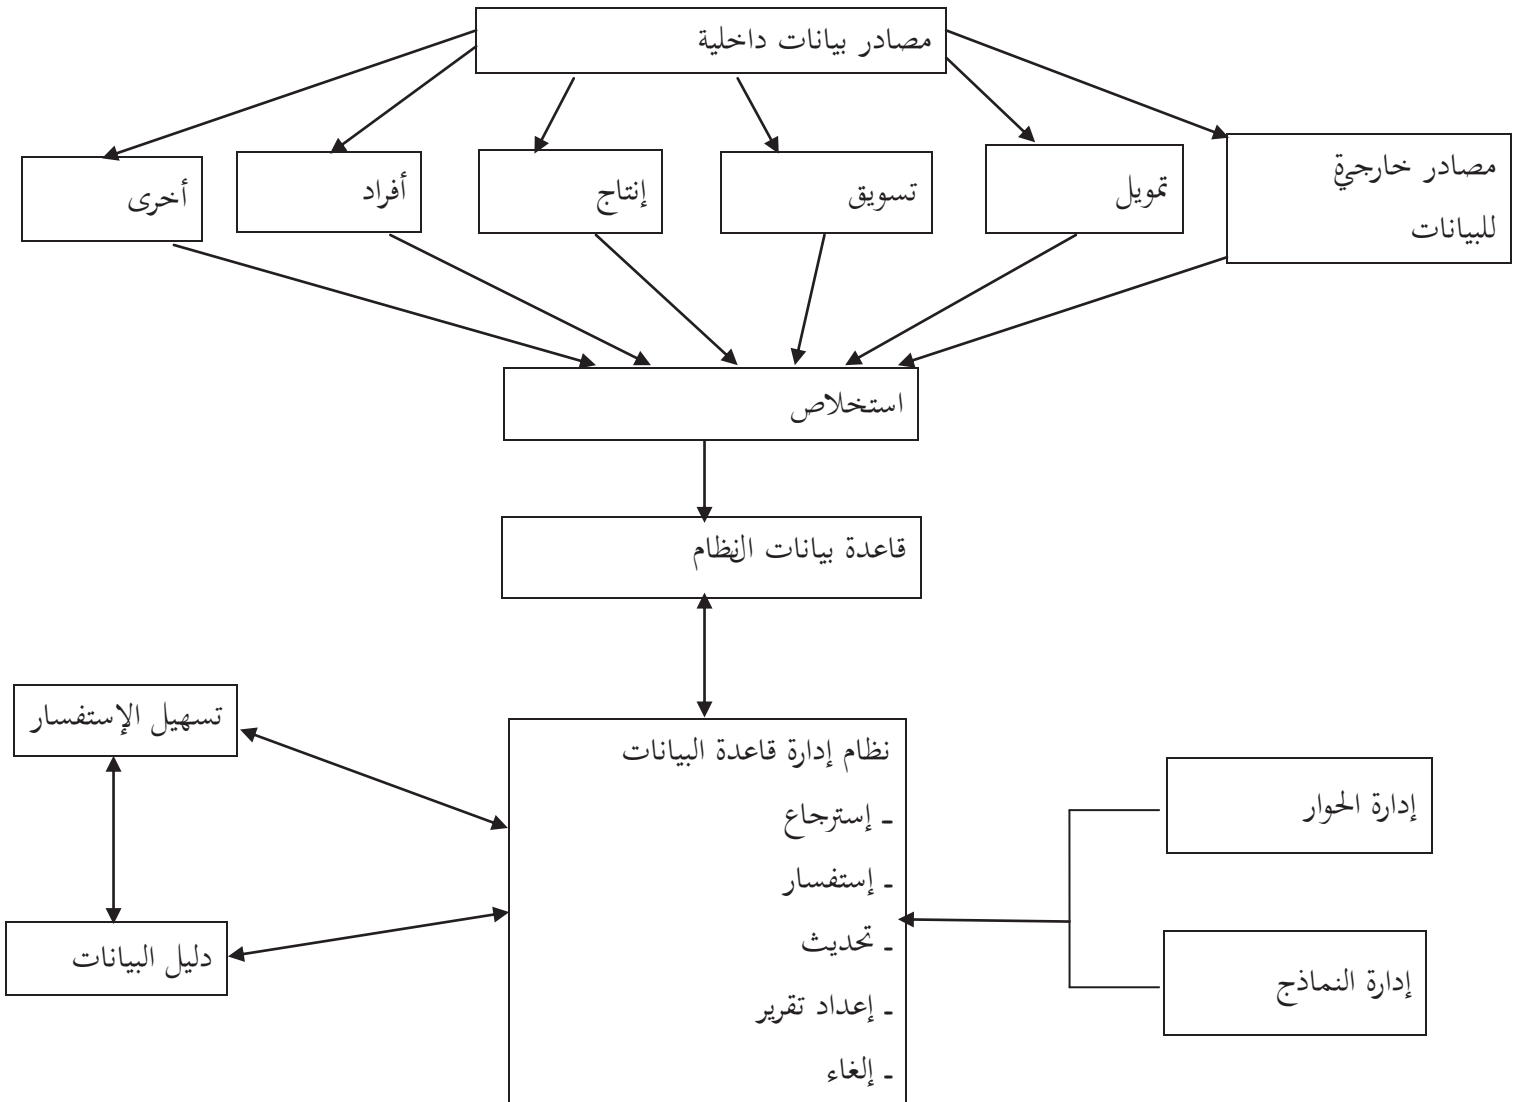 مصادر بيانات داخلية
مصادر خارجية
للبيانات
تمويل
تسويق
إنتاج
أفراد
أخرى
استخلاص
قاعدة بيانات النظام
نظام إدارة قاعدة البيانات
- إسترجاع
- إستفسار
- تحديث
- إعداد تقرير
- إلغاء
إدارة الحوار
إدارة النماذج
تسهيل الإستفسار
دليل البيانات